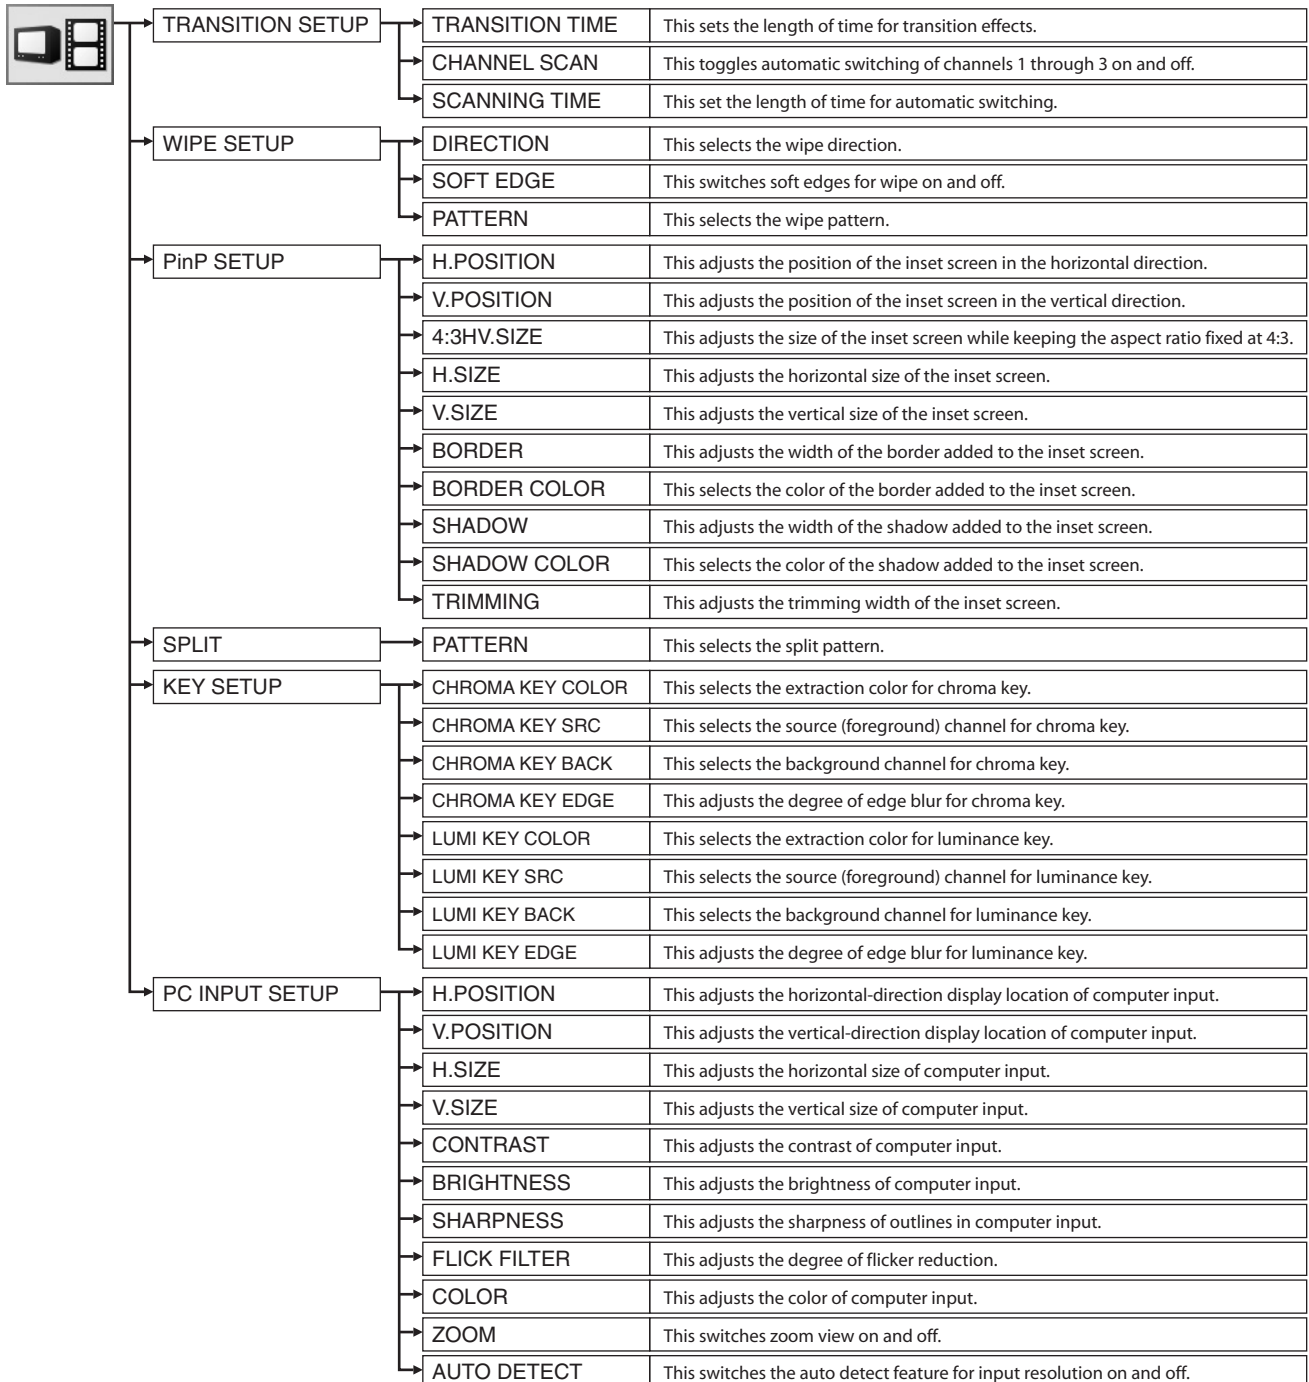 TRANSITION SETUP
TRANSITION TIME This sets the length of time for transition effects.
CHANNEL SCAN This toggles automatic switching of channels 1 through 3 on and off.
SCANNING TIME This set the length of time for automatic switching.
WIPE SETUP
DIRECTION This selects the wipe direction.
SOFT EDGE This switches soft edges for wipe on and off.
PATTERN This selects the wipe pattern.
PinP SETUP
H.POSITION This adjusts the position of the inset screen in the horizontal direction.
V.POSITION This adjusts the position of the inset screen in the vertical direction.
4:3HV.SIZE This adjusts the size of the inset screen while keeping the aspect ratio fixed at 4:3.
H.SIZE This adjusts the horizontal size of the inset screen.
V.SIZE This adjusts the vertical size of the inset screen.
BORDER This adjusts the width of the border added to the inset screen.
BORDER COLOR This selects the color of the border added to the inset screen.
SHADOW This adjusts the width of the shadow added to the inset screen.
SHADOW COLOR This selects the color of the shadow added to the inset screen.
TRIMMING This adjusts the trimming width of the inset screen.
SPLIT
PATTERN This selects the split pattern.
KEY SETUP
CHROMA KEY COLOR This selects the extraction color for chroma key.
CHROMA KEY SRC This selects the source (foreground) channel for chroma key.
CHROMA KEY BACK This selects the background channel for chroma key.
CHROMA KEY EDGE This adjusts the degree of edge blur for chroma key.
LUMI KEY COLOR This selects the extraction color for luminance key.
LUMI KEY SRC This selects the source (foreground) channel for luminance key.
LUMI KEY BACK This selects the background channel for luminance key.
LUMI KEY EDGE This adjusts the degree of edge blur for luminance key.
PC INPUT SETUP
H.POSITION This adjusts the horizontal-direction display location of computer input.
V.POSITION This adjusts the vertical-direction display location of computer input.
H.SIZE This adjusts the horizontal size of computer input.
V.SIZE This adjusts the vertical size of computer input.
CONTRAST This adjusts the contrast of computer input.
BRIGHTNESS This adjusts the brightness of computer input.
SHARPNESS This adjusts the sharpness of outlines in computer input.
FLICK FILTER This adjusts the degree of flicker reduction.
COLOR This adjusts the color of computer input.
ZOOM This switches zoom view on and off.
AUTO DETECT This switches the auto detect feature for input resolution on and off.